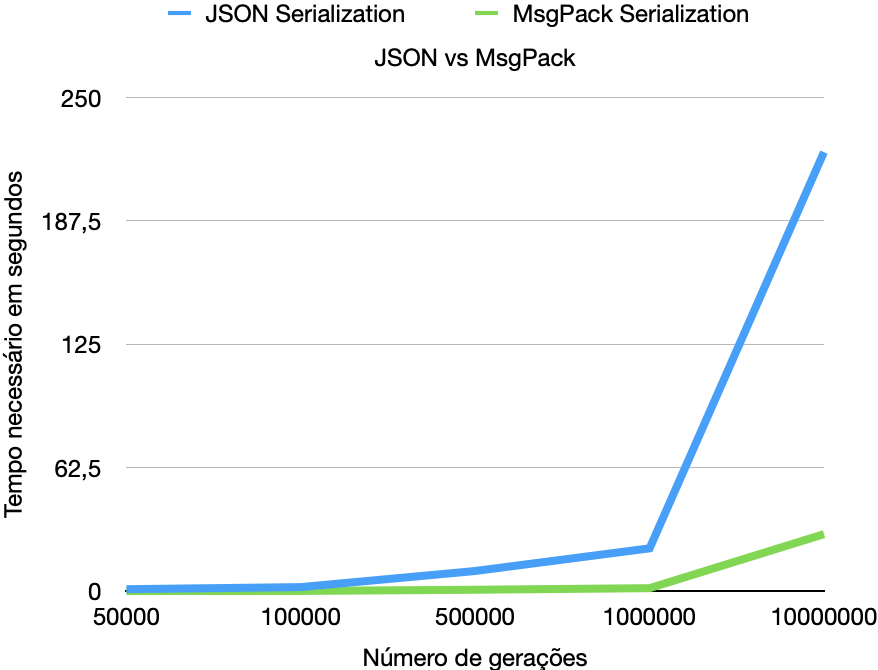 JSON Serialization
MsgPack Serialization
JSON vs MsgPack
Tempo necessário em segundos
250
187,5
125
62,5
0
50000
100000
500000
1000000
10000000
Número de gerações